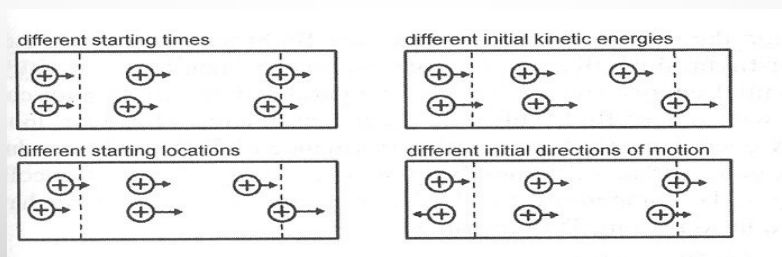 different starting times
different initial kinetic energies
different starting locations
different initial directions of motion